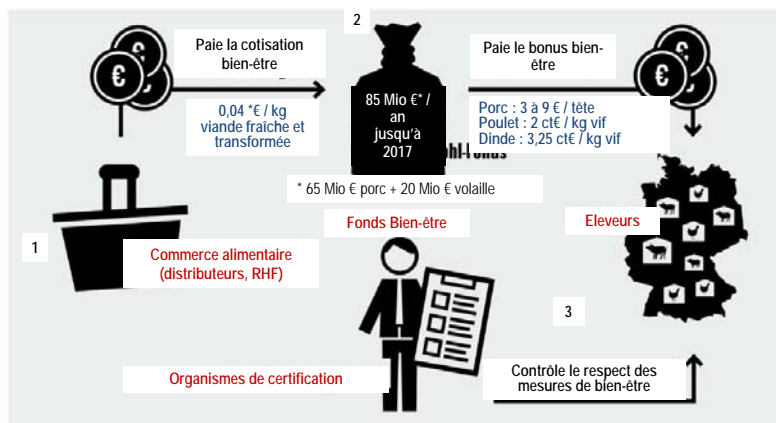 2
Paie la cotisation
bien-être
0,04 *€ / kg
viande fraîche et
transformée
85 Mio €* /
an
jusqu'à
2017
Paie le bonus bien-
être
Porc : 3 à 9 € / tête
Poulet : 2 ct€ / kg vif
Dinde : 3,25 ct€ / kg vif
* 65 Mio € porc + 20 Mio € volaille
Fonds Bien-être
Eleveurs
1
Commerce alimentaire
(distributeurs, RHF)
3
Organismes de certification
Contrôle le respect des
mesures de bien-être